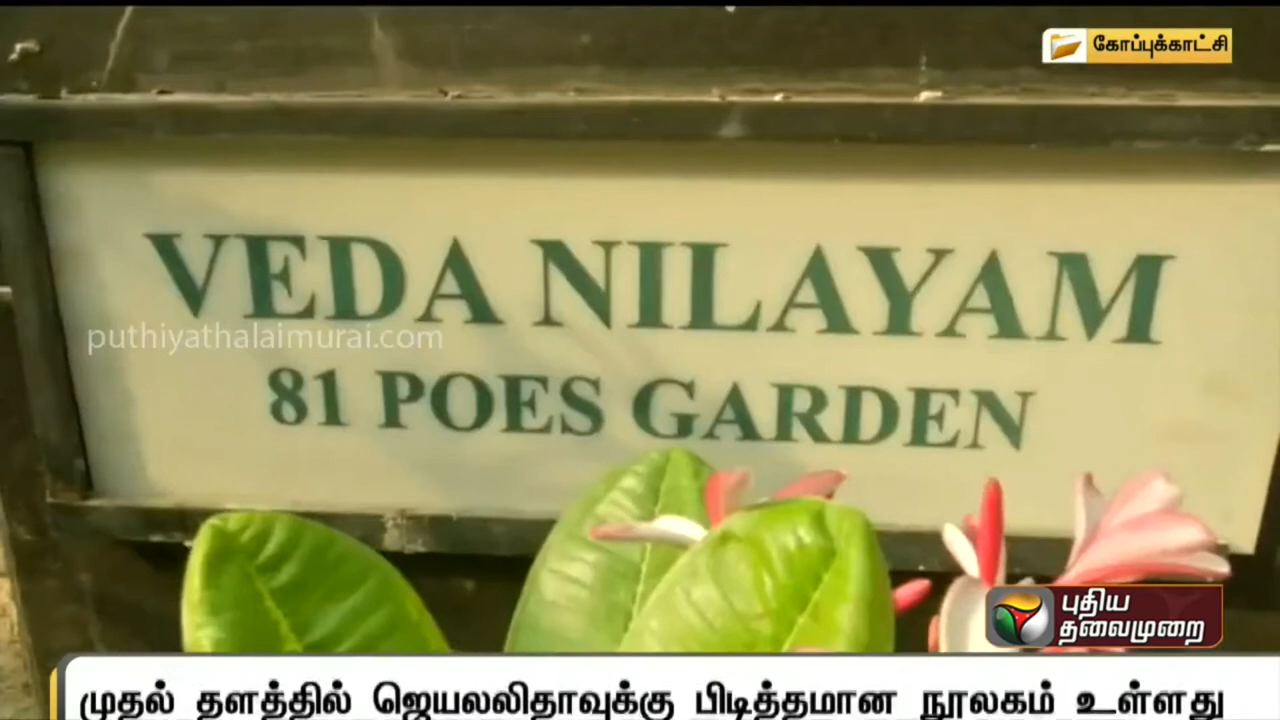 கோப்புக்காட்சி
VEDA NILAYAM
puthiyathalaimurai.com
81 POES GARDEN
புதிய
தலைமுறை
முதல் தளத்தில் ஜெயலலிதாவுக்கு பிடித்தமான நூலகம் உள்ளது